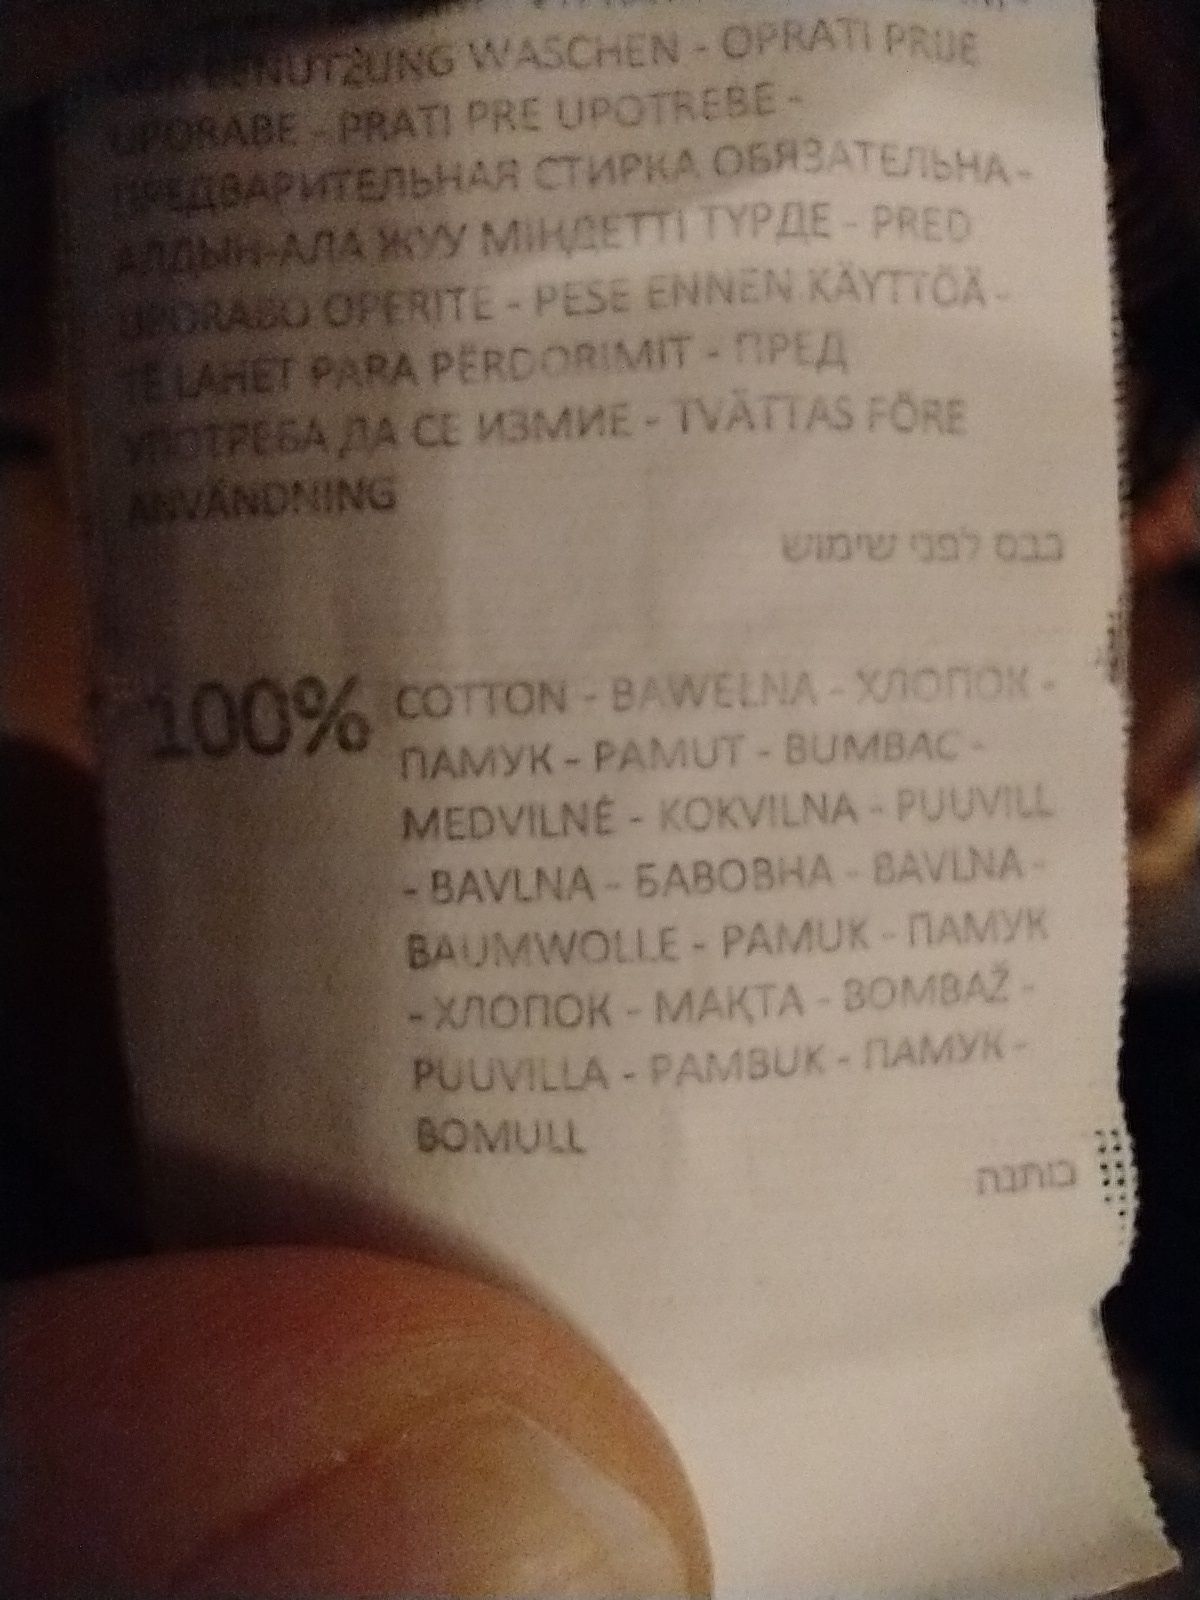 BENUTZUNG WASCHEN - OPRATI PRIJE
UPORABE - PRATI PRE UPOTREBE -
ПРЕДВАРИТЕЛЬНАЯ СТИРКА ОБЯЗАТЕЛЬНА -
АЛДЫН-АЛА ЖУУ МІНДЕТТІ ТҮРДЕ - PRED
UPORABO OPERITE - PESE ENNEN KÄYTTÖÄ -
TË LAHET PARA PËRDORIMIT - ПРЕД
УПОТРЕБА ДА СЕ ИЗМИЕ - TVÄTTAS FÖRE
ANVÄNDNING
כבס לפני שימוש
100% COTTON - BAWEŁNA - ХЛОПОК -
ПАМУК - PAMUT - BUMBAC -
MEDVILNĖ - KOKVILNA - PUUVILL
- BAVLNA - БАВОВНА - BAVLNA -
BAUMWOLLE - PAMUK - ПАМУК
- ХЛОПОК - МАҚТА - BOMBAŽ -
PUUVILLA - PAMBUK - ПАМУК -
BOMULL
כותנה